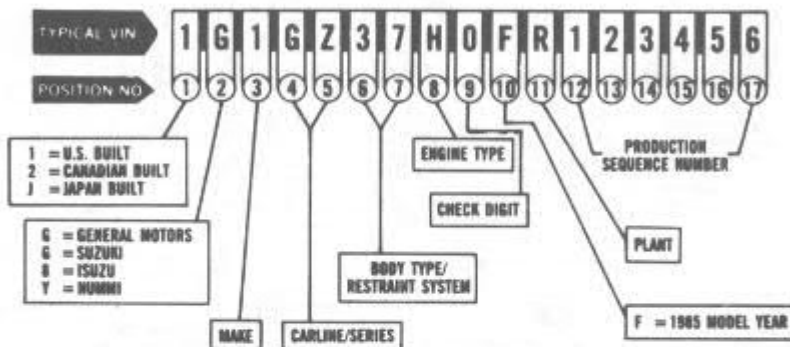 TYPICAL VIN 1 G 1 G Z 3 7 H 0 F R 1 2 3 4 5 6
POSITION NO 1 2 3 4 5 6 7 8 9 10 11 12 13 14 15 16 17
1 = U.S. BUILT
2 = CANADIAN BUILT
J = JAPAN BUILT
ENGINE TYPE
PRODUCTION
SEQUENCE NUMBER
CHECK DIGIT
G = GENERAL MOTORS
G = SUZUKI
8 = ISUZU
Y = NUMMI
BODY TYPE/
RESTRAINT SYSTEM
PLANT
MAKE
CARLINE/SERIES
F = 1985 MODEL YEAR